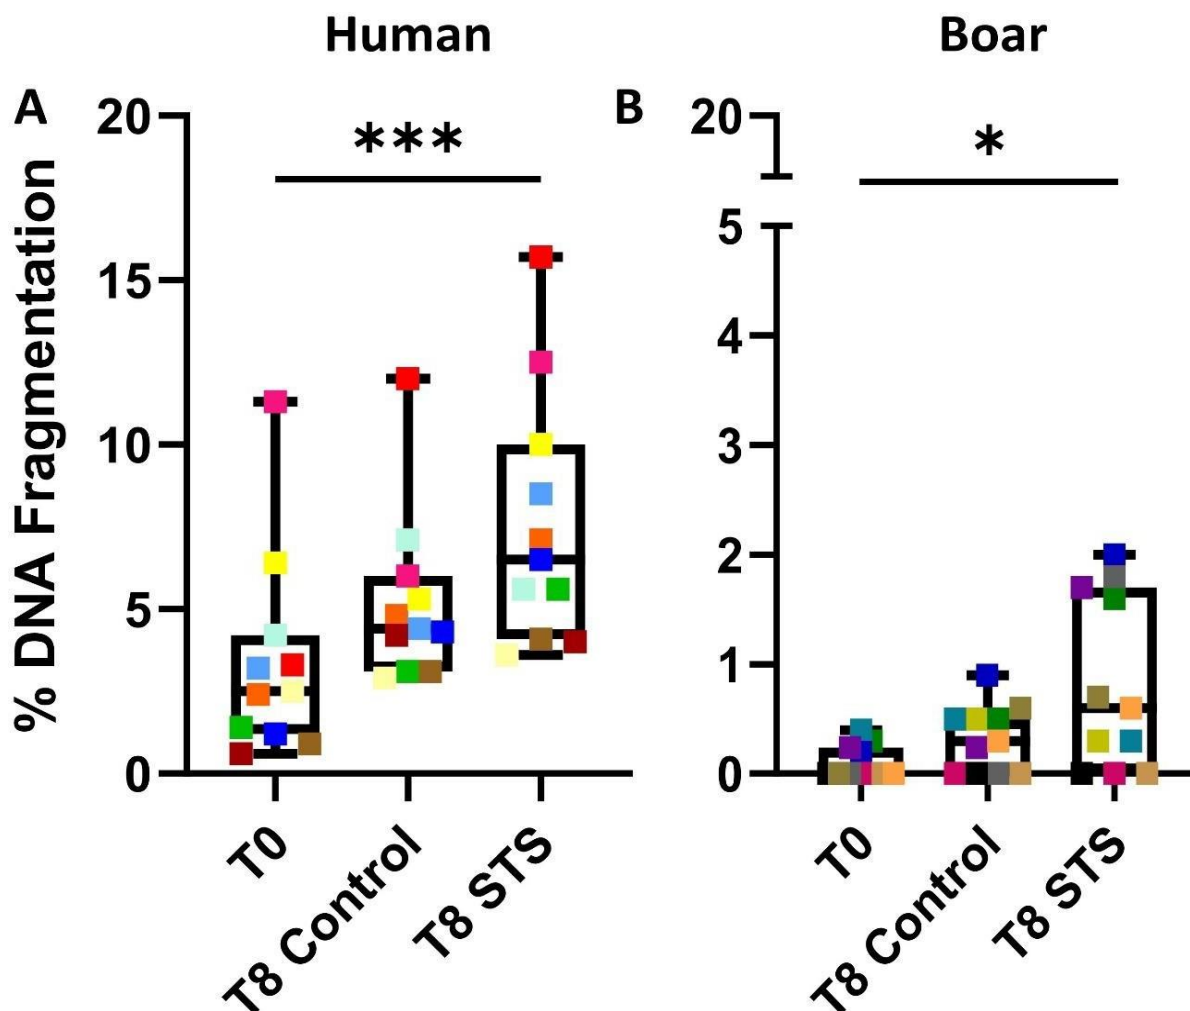 Human
Boar
A
B
% DNA Fragmentation
20
15
10
5
0
***
T0
T8 Control
T8 STS
20
5
4
3
2
1
0
*
T0
T8 Control
T8 STS